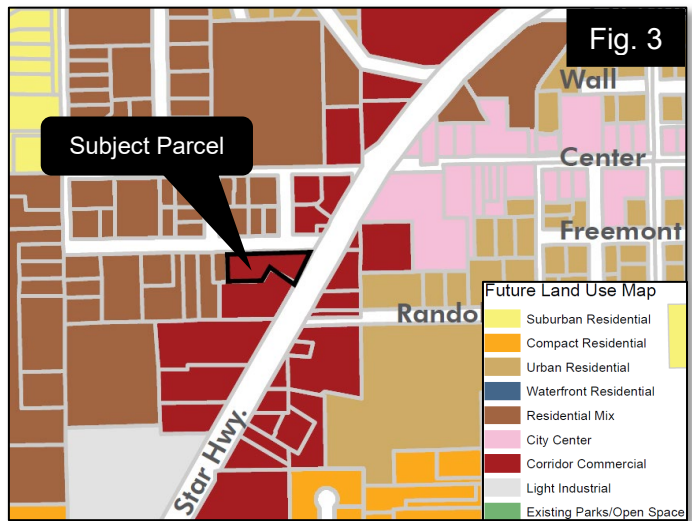 Fig. 3
Wall
Subject Parcel
Center
Freemont
Star Hwy.
Future Land Use Map
Suburban Residential
Compact Residential
Urban Residential
Waterfront Residential
Residential Mix
City Center
Corridor Commercial
Light Industrial
Existing Parks/Open Space